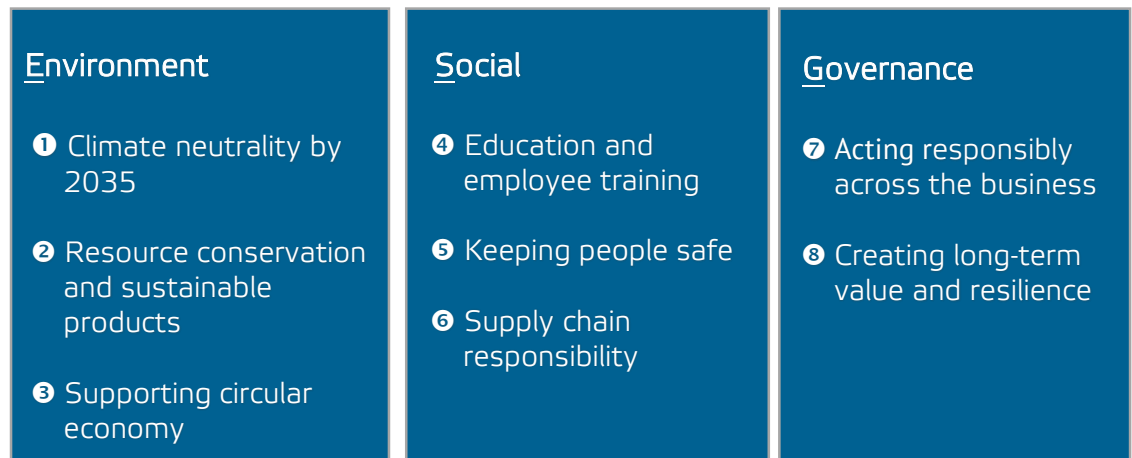 Environment
❶ Climate neutrality by
2035
❷ Resource conservation
and sustainable
products
❸ Supporting circular
economy
Social
❹ Education and
employee training
❺ Keeping people safe
❻ Supply chain
responsibility
Governance
❼ Acting responsibly
across the business
❽ Creating long-term
value and resilience